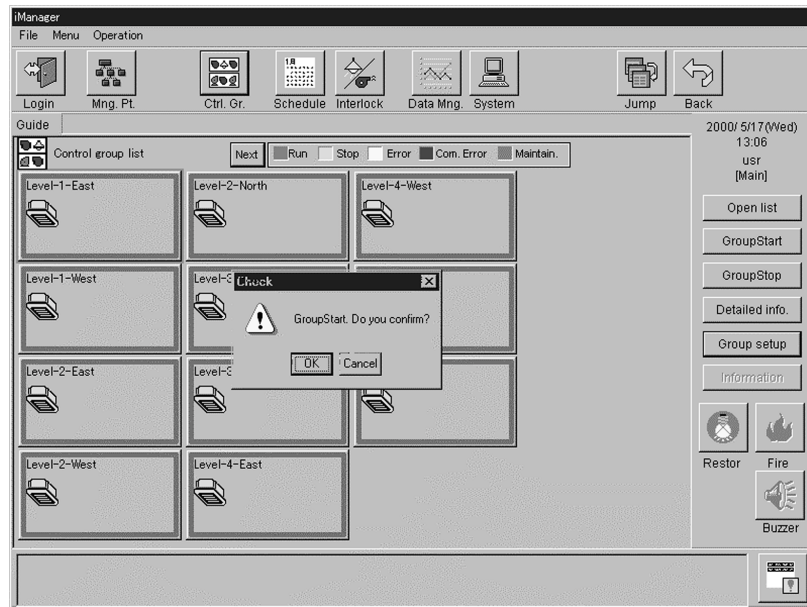 iManager
File Menu Operation
Login Mng. Pt. Ctrl. Gr. Schedule Interlock Data Mng. System Jump Back
Guide
2000/ 5/17(Wed)
13:06
usr
[Main]
Control group list Next Run Stop Error Com. Error Maintain.
Level-1-East Level-2-North Level-4-West
Level-1-West
Level-2-East
Level-2-West Level-4-East
Check
GroupStart. Do you confirm?
OK Cancel
Open list
GroupStart
GroupStop
Detailed info.
Group setup
Information
Restor Fire
Buzzer